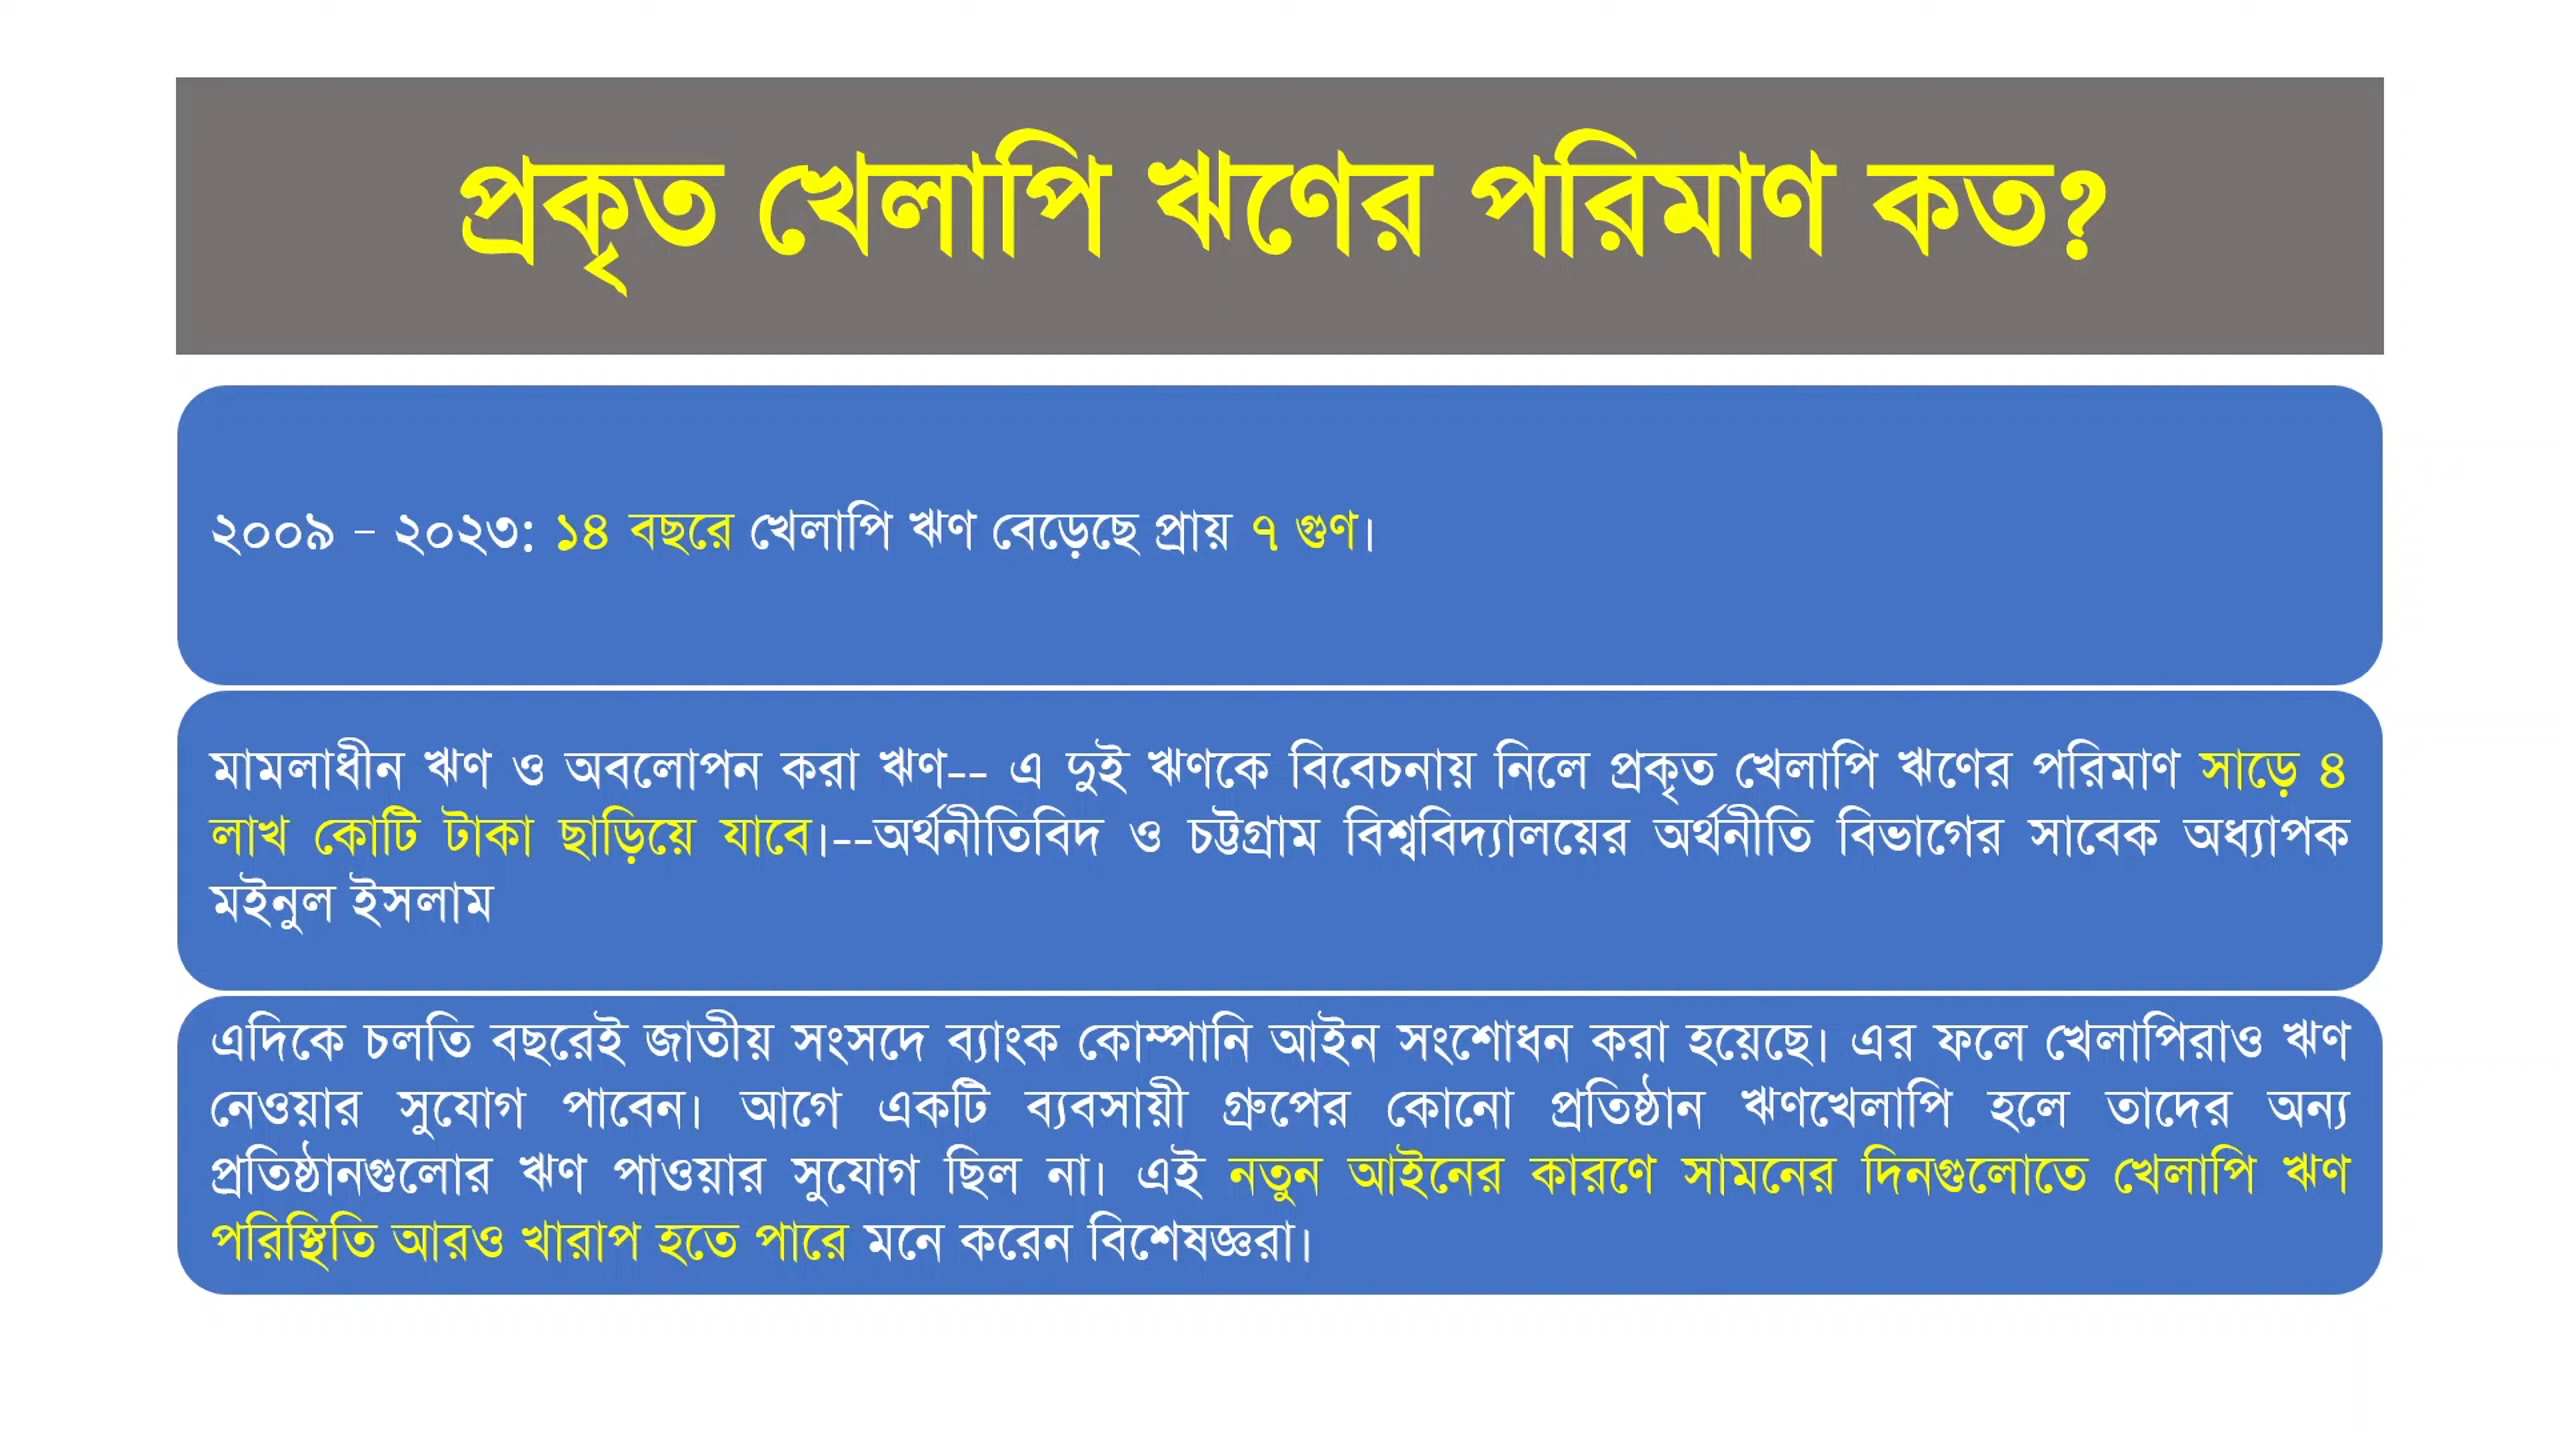 প্রকৃত খেলাপি ঋণের পরিমাণ কত?
২০০৯ – ২০২৩: ১৪ বছরে খেলাপি ঋণ বেড়েছে প্রায় ৭ গুণ।
মামলাধীন ঋণ ও অবলোপন করা ঋণ-- এ দুই ঋণকে বিবেচনায় নিলে প্রকৃত খেলাপি ঋণের পরিমাণ সাড়ে ৪
লাখ কোটি টাকা ছাড়িয়ে যাবে।--অর্থনীতিবিদ ও চট্টগ্রাম বিশ্ববিদ্যালয়ের অর্থনীতি বিভাগের সাবেক অধ্যাপক
মইনুল ইসলাম
এদিকে চলতি বছরেই জাতীয় সংসদে ব্যাংক কোম্পানি আইন সংশোধন করা হয়েছে। এর ফলে খেলাপিরাও ঋণ
নেওয়ার সুযোগ পাবেন। আগে একটি ব্যবসায়ী গ্রুপের কোনো প্রতিষ্ঠান ঋণখেলাপি হলে তাদের অন্য
প্রতিষ্ঠানগুলোর ঋণ পাওয়ার সুযোগ ছিল না। এই নতুন আইনের কারণে সামনের দিনগুলোতে খেলাপি ঋণ
পরিস্থিতি আরও খারাপ হতে পারে মনে করেন বিশেষজ্ঞরা।